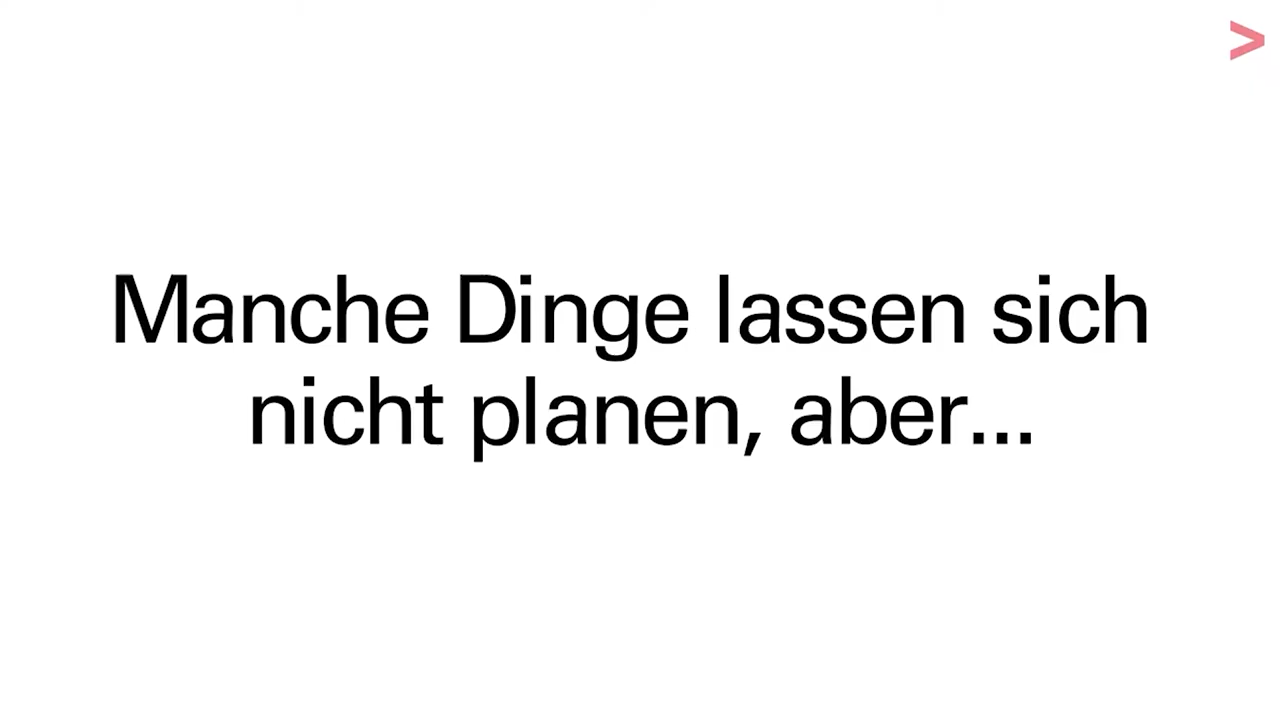 >
Manche Dinge lassen sich
nicht planen, aber...